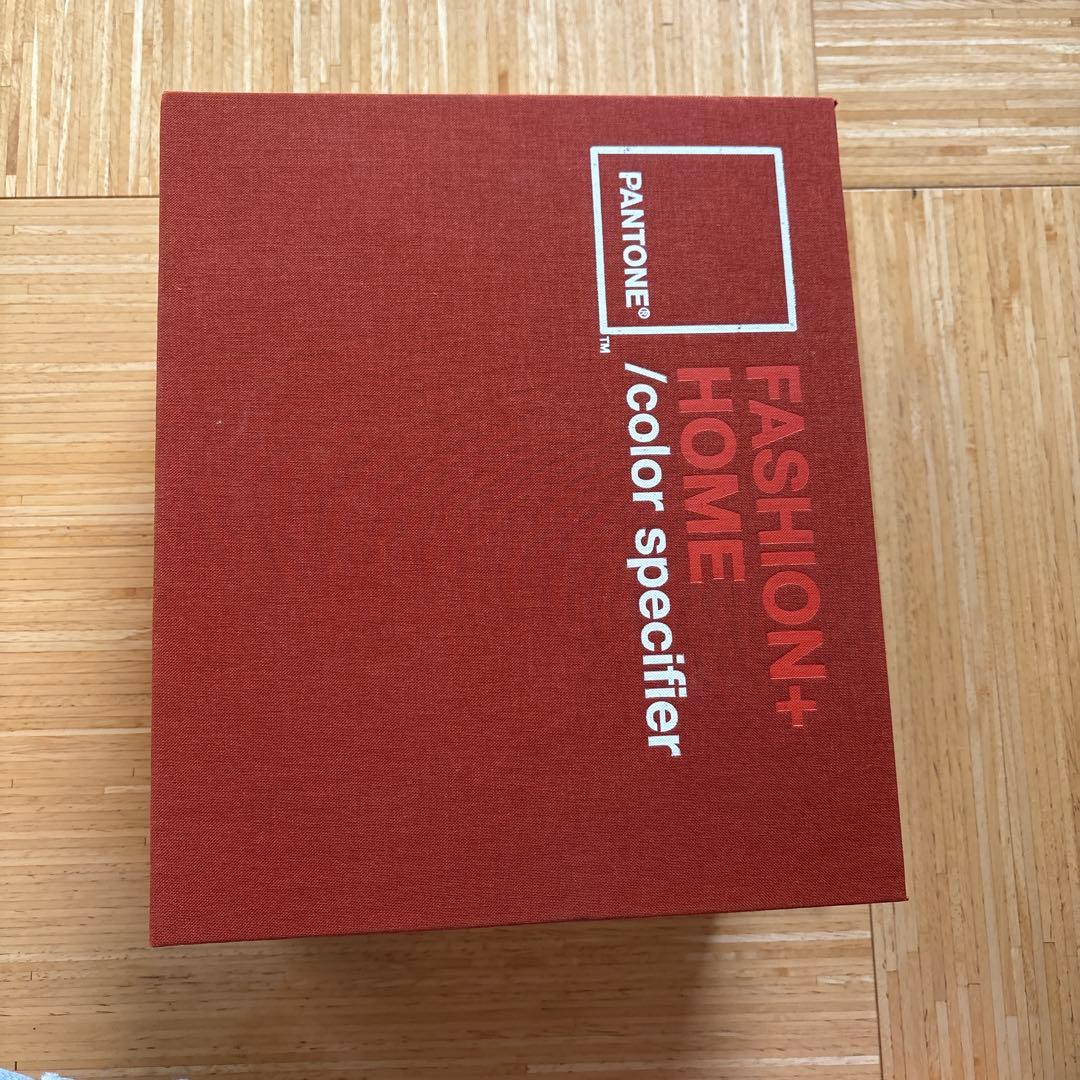 PANTONE®
™
FASHION+
HOME
/color specifier